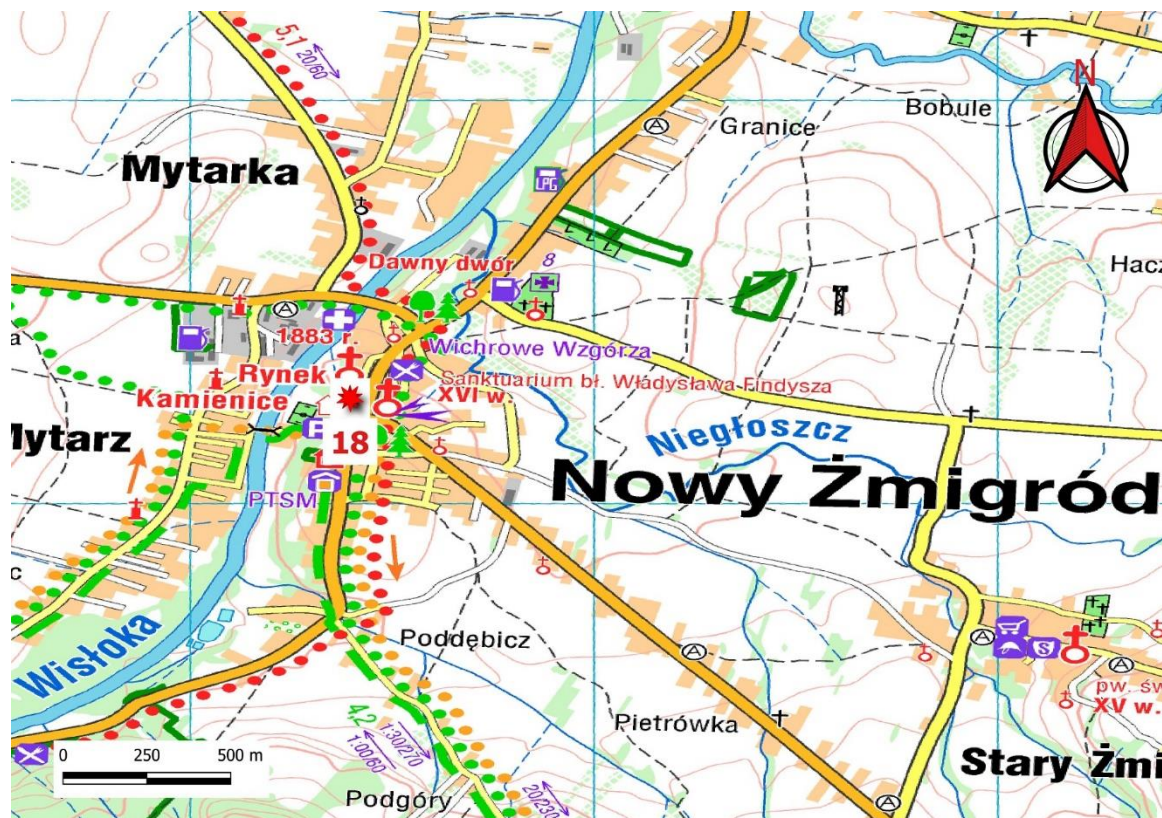 5,1
20/60
N
Bobule
Granice
Mytarka
LPG
Dawny dwór
8
Hacz
1883 r.
Wichrowe Wzgórza
Rynek
Sanktuarium bł. Władysława Findysza
Kamienice
XVI w.
Mytarz
P
18
Niegłoszcz
Nowy Żmigród
PTSM
c
Wisłoka
Poddębicz
S
pw. św
XV w.
4,2
1.30/270
1.00/60
20/230
Pietrówka
Stary Żmi
Podgóry
0 250 500 m
A
A
A
A
A
A
a